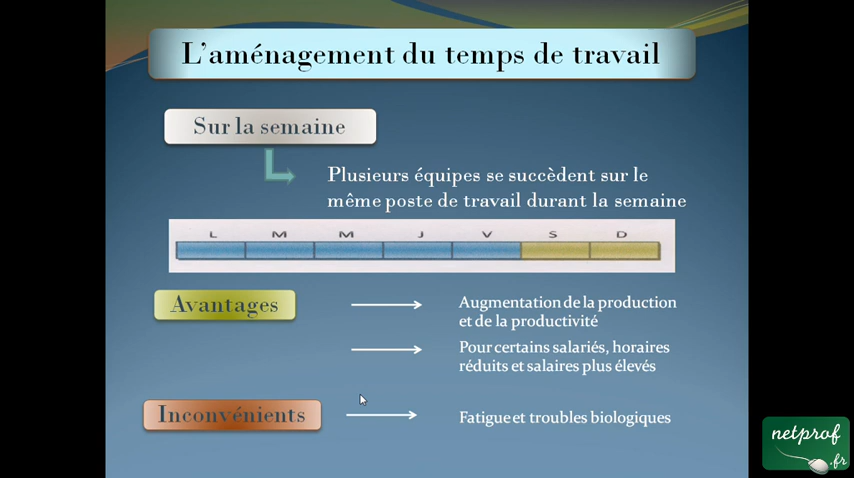 L'aménagement du temps de travail
Sur la semaine
Plusieurs équipes se succèdent sur le
même poste de travail durant la semaine
L M M J V S D
Avantages
Augmentation de la production
et de la productivité
Pour certains salariés, horaires
réduits et salaires plus élevés
Inconvénients
Fatigue et troubles biologiques
netprof
.fr